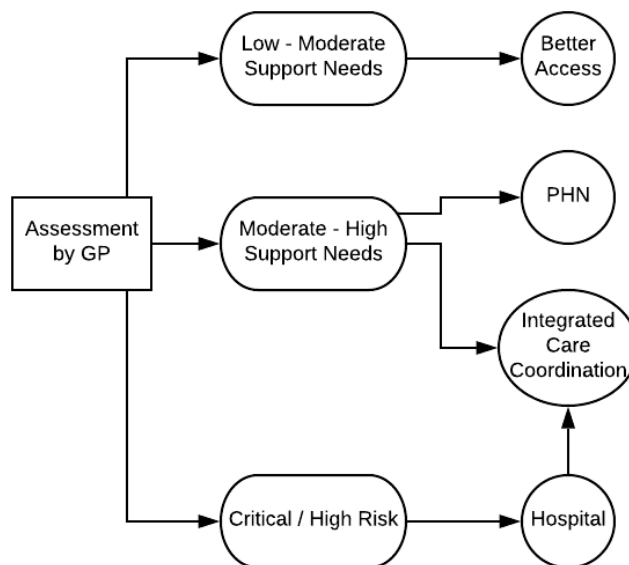 Low - Moderate
Support Needs
Better
Access
Assessment
by GP
Moderate - High
Support Needs
PHN
Integrated
Care
Coordination
Critical / High Risk
Hospital